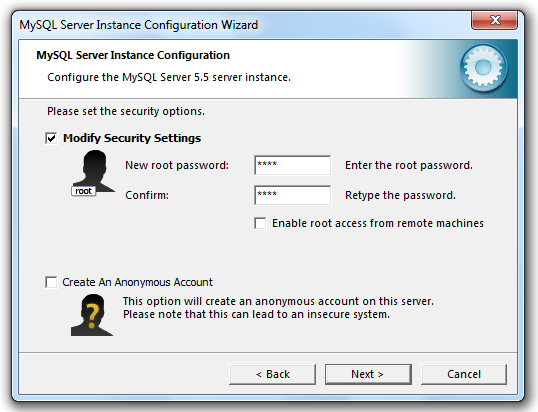 MySQL Server Instance Configuration Wizard
MySQL Server Instance Configuration
Configure the MySQL Server 5.5 server instance.
Please set the security options.
Modify Security Settings
New root password: **** Enter the root password.
root
Confirm: **** Retype the password.
Enable root access from remote machines
Create An Anonymous Account
This option will create an anonymous account on this server.
Please note that this can lead to an insecure system.
< Back Next > Cancel